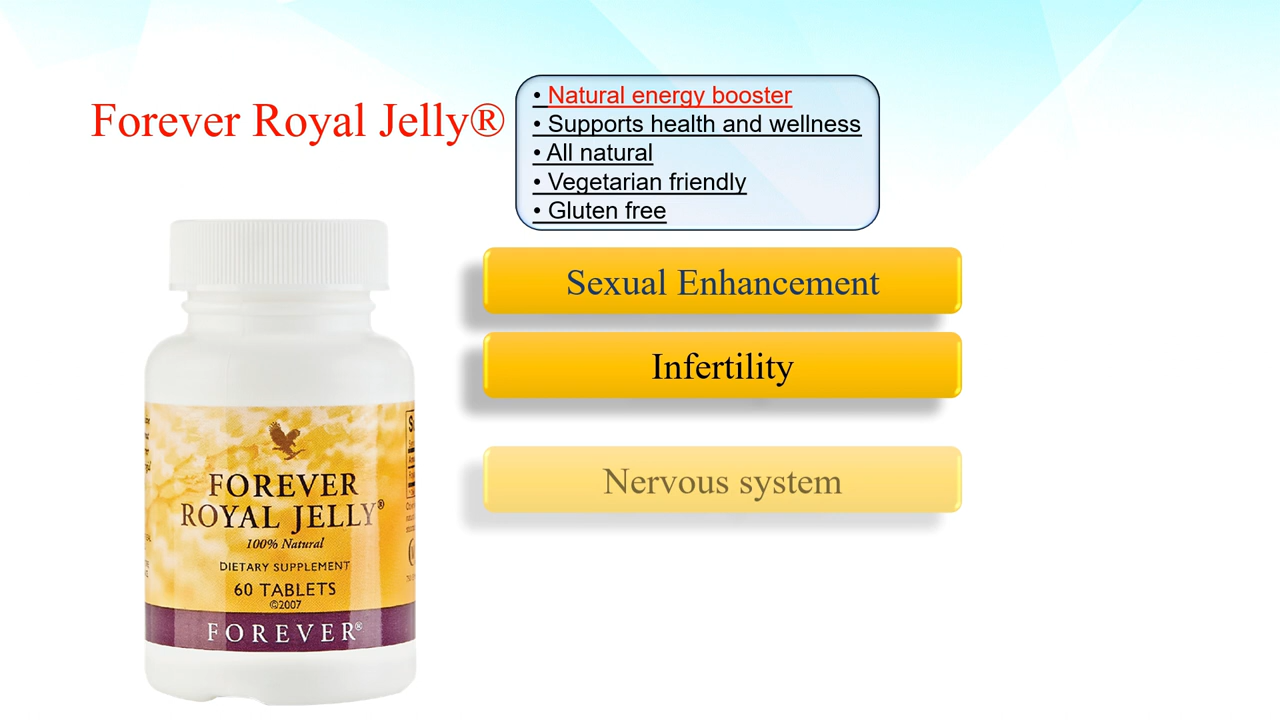 Forever Royal Jelly®
• Natural energy booster
• Supports health and wellness
• All natural
• Vegetarian friendly
• Gluten free
Sexual Enhancement
Infertility
Nervous system
FOREVER
ROYAL JELLY®
100% Natural
DIETARY SUPPLEMENT
60 TABLETS
©2007
FOREVER®